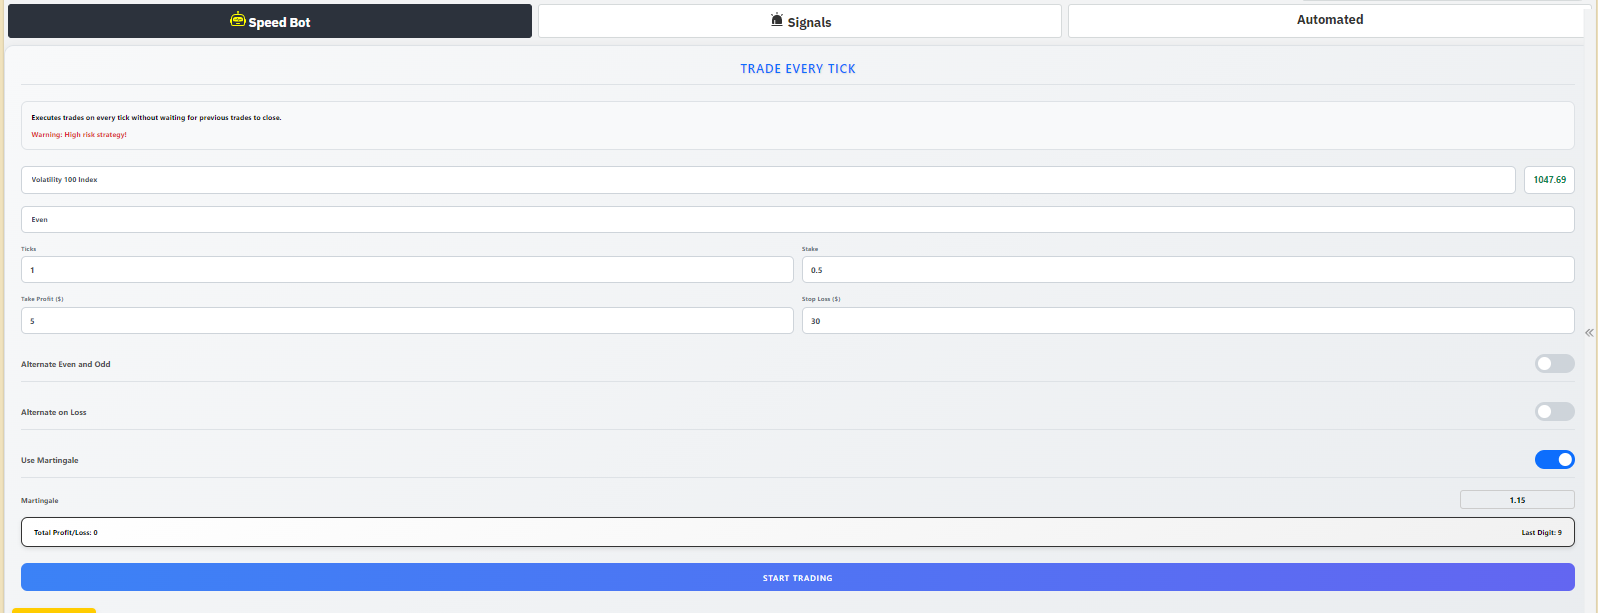 Speed Bot
Signals
Automated
TRADE EVERY TICK
Executes trades on every tick without waiting for previous trades to close.
Warning: High risk strategy!
Volatility 100 Index
1047.69
Even
Ticks
Stake
1
0.5
Take Profit ($)
Stop Loss ($)
5
30
Alternate Even and Odd
Alternate on Loss
Use Martingale
Martingale
1.15
Total Profit/Loss: 0
Last Digit: 9
START TRADING